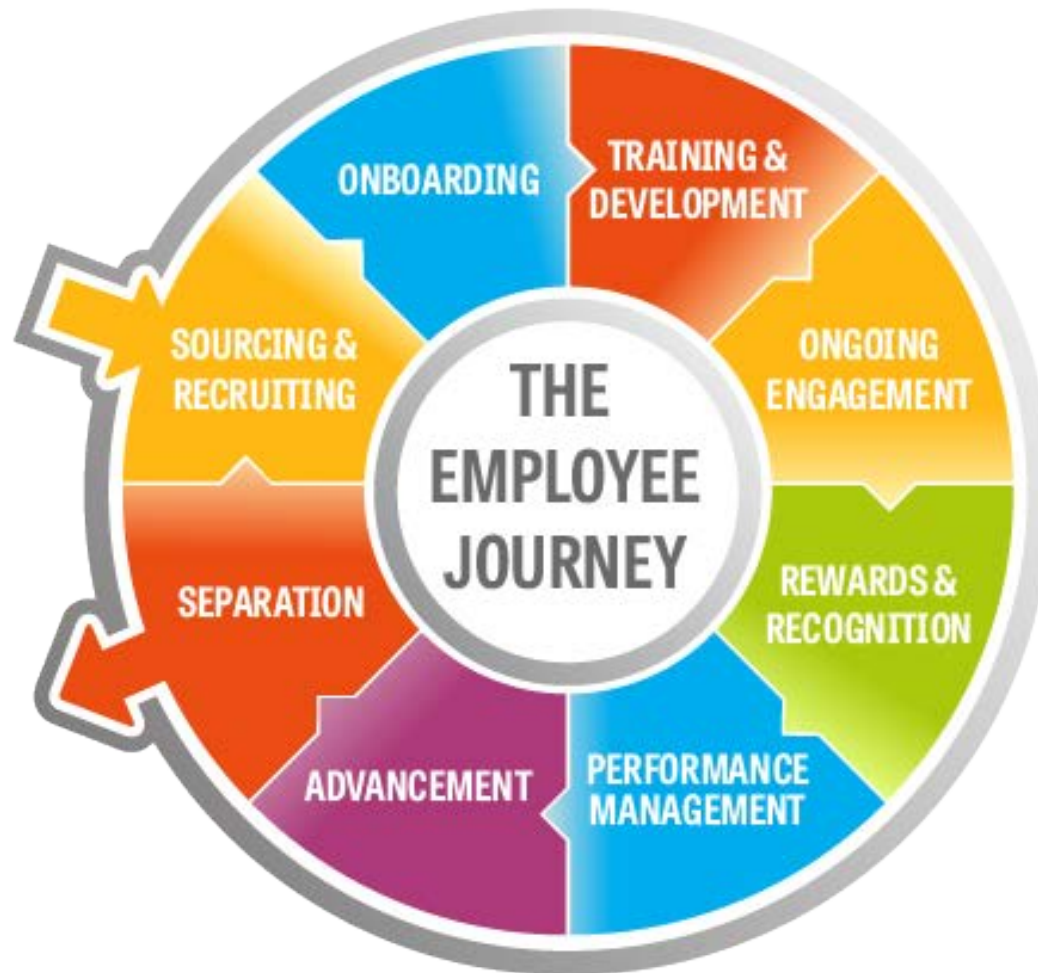 THE
EMPLOYEE
JOURNEY
SOURCING &
RECRUITING
ONBOARDING
TRAINING &
DEVELOPMENT
ONGOING
ENGAGEMENT
REWARDS &
RECOGNITION
PERFORMANCE
MANAGEMENT
ADVANCEMENT
SEPARATION